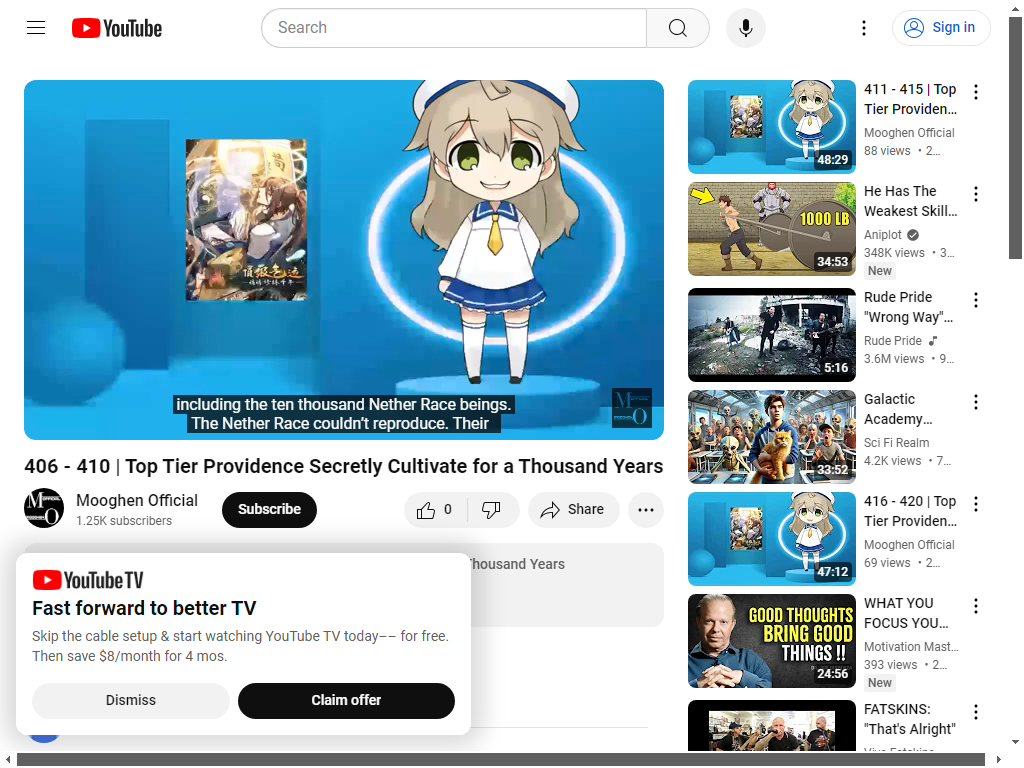 YouTube
Search
Sign in
including the ten thousand Nether Race beings.
The Nether Race couldn't reproduce. Their
406 - 410 | Top Tier Providence Secretly Cultivate for a Thousand Years
Mooghen Official
1.25K subscribers
Subscribe
0
Share
Thousand Years
YouTube TV
Fast forward to better TV
Skip the cable setup & start watching YouTube TV today–– for free.
Then save $8/month for 4 mos.
Dismiss
Claim offer
48:29
411 - 415 | Top
Tier Providen...
Mooghen Official
88 views • 2...
1000 LB
34:53
He Has The
Weakest Skill...
Aniplot
348K views • 3...
New
5:16
Rude Pride
"Wrong Way"...
Rude Pride
3.6M views • 9...
33:52
Galactic
Academy...
Sci Fi Realm
4.2K views • 7...
47:12
416 - 420 | Top
Tier Providen...
Mooghen Official
69 views • 2...
GOOD THOUGHTS
BRING GOOD
THINGS !!
24:56
WHAT YOU
FOCUS YOU...
Motivation Mast...
393 views • 2...
New
FATSKINS:
"That's Alright"